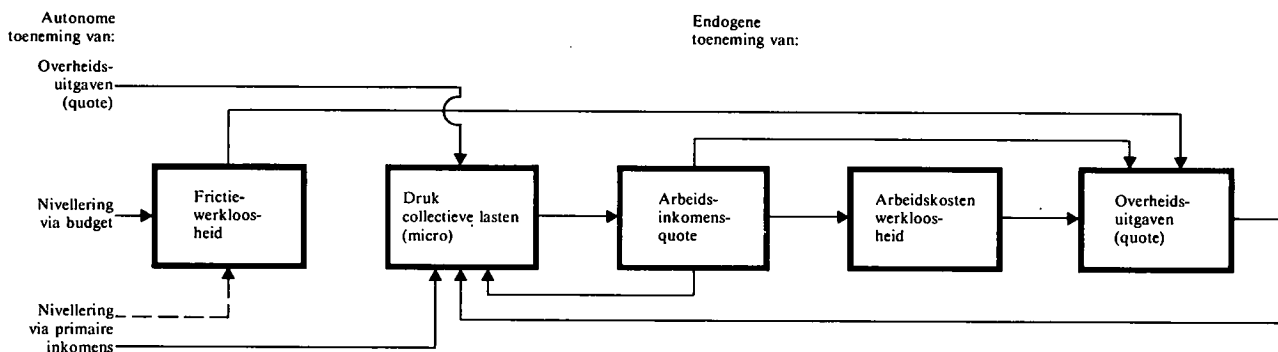 Autonome
toeneming van:
Endogene
toeneming van:
Overheids-
uitgaven
(quote)
Nivellering
via budget
Frictie-
werkloos-
heid
Druk
collectieve lasten
(micro)
Arbeids-
inkomens-
quote
Arbeidskosten
werkloos-
heid
Overheids-
uitgaven
(quote)
Nivellering
via primaire
inkomens